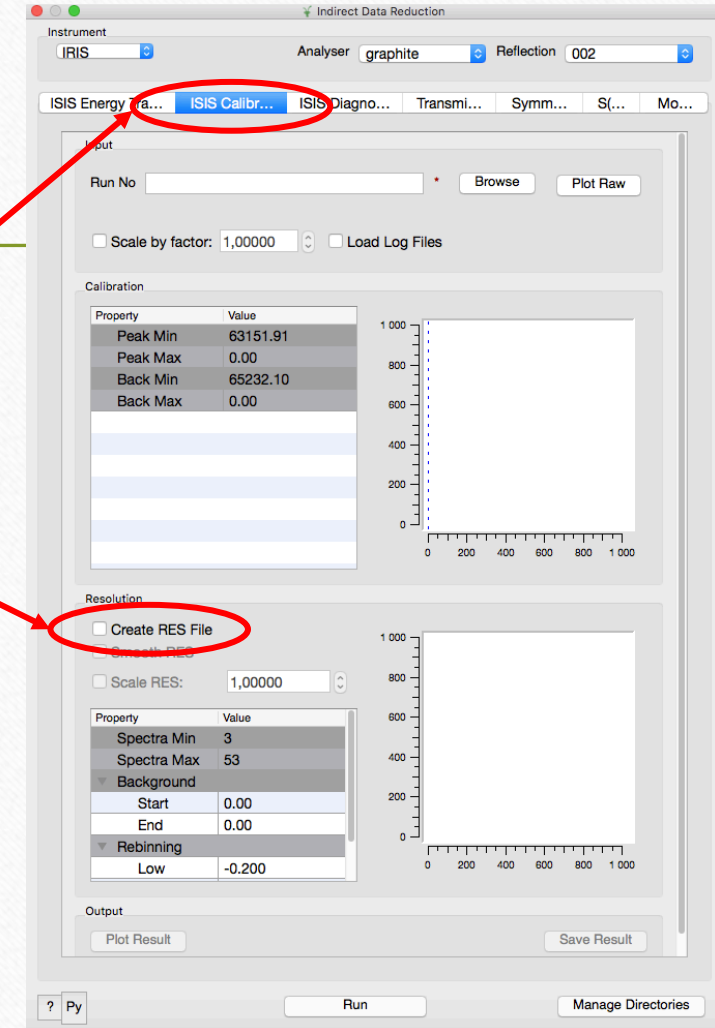 Indirect Data Reduction
Instrument
IRIS Analyser graphite Reflection 002
ISIS Energy Tra... ISIS Calibr... ISIS Diagno... Transmi... Symm... S(... Mo...
Input
Run No * Browse Plot Raw
Scale by factor: 1,00000 Load Log Files
Calibration
Property Value
Peak Min 63151.91
Peak Max 0.00
Back Min 65232.10
Back Max 0.00
1 000
800
600
400
200
0
0 200 400 600 800 1 000
Resolution
Create RES File
Smooth RES
Scale RES: 1,00000
Property Value
Spectra Min 3
Spectra Max 53
Background
Start 0.00
End 0.00
Rebinning
Low -0.200
1 000
800
600
400
200
0
0 200 400 600 800 1 000
Output
Plot Result Save Result
? Py Run Manage Directories